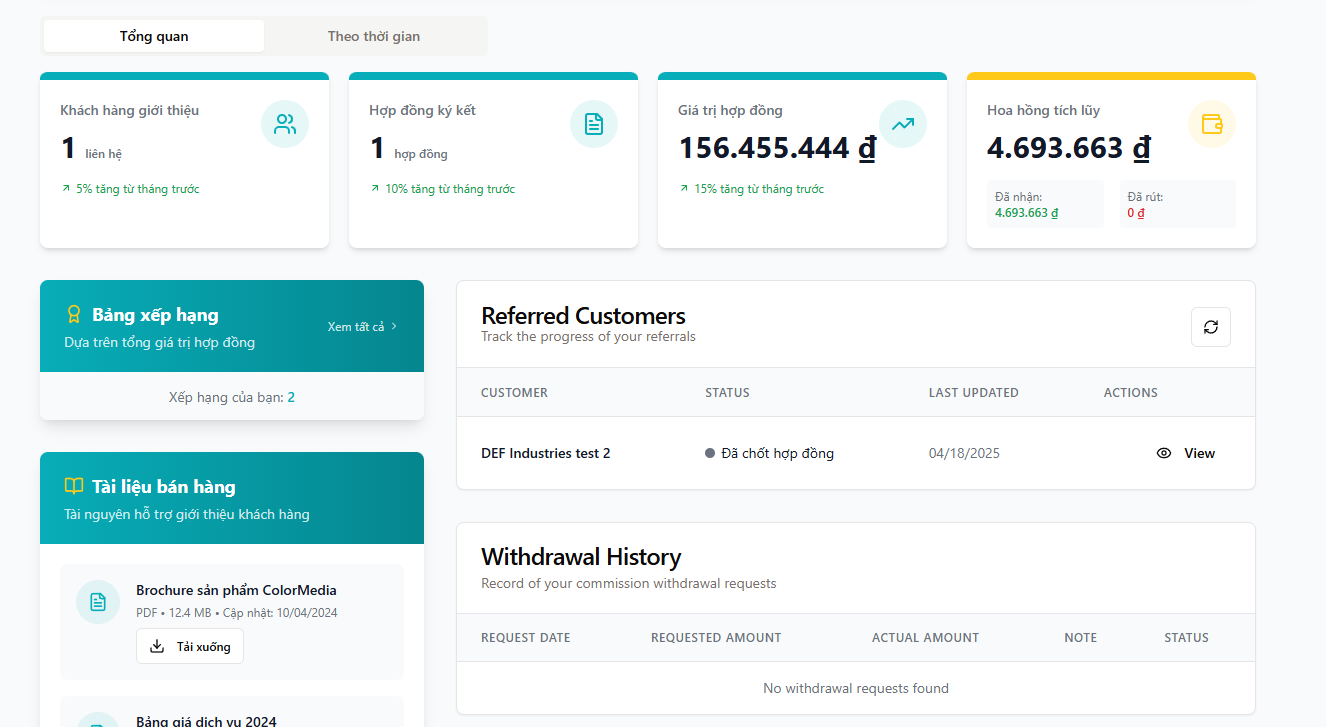 Tổng quan
Theo thời gian
Khách hàng giới thiệu
1 liên hệ
5% tăng từ tháng trước
Hợp đồng ký kết
1 hợp đồng
10% tăng từ tháng trước
Giá trị hợp đồng
156.455.444 ₫
15% tăng từ tháng trước
Hoa hồng tích lũy
4.693.663 ₫
Đã nhận:
4.693.663 ₫
Đã rút:
0 ₫
Bảng xếp hạng
Dựa trên tổng giá trị hợp đồng
Xem tất cả
Xếp hạng của bạn: 2
Tài liệu bán hàng
Tài nguyên hỗ trợ giới thiệu khách hàng
Brochure sản phẩm ColorMedia
PDF • 12.4 MB • Cập nhật: 10/04/2024
Tải xuống
Bảng giá dịch vụ 2024
Referred Customers
Track the progress of your referrals
CUSTOMER STATUS LAST UPDATED ACTIONS
DEF Industries test 2 Đã chốt hợp đồng 04/18/2025 View
Withdrawal History
Record of your commission withdrawal requests
REQUEST DATE REQUESTED AMOUNT ACTUAL AMOUNT NOTE STATUS
No withdrawal requests found